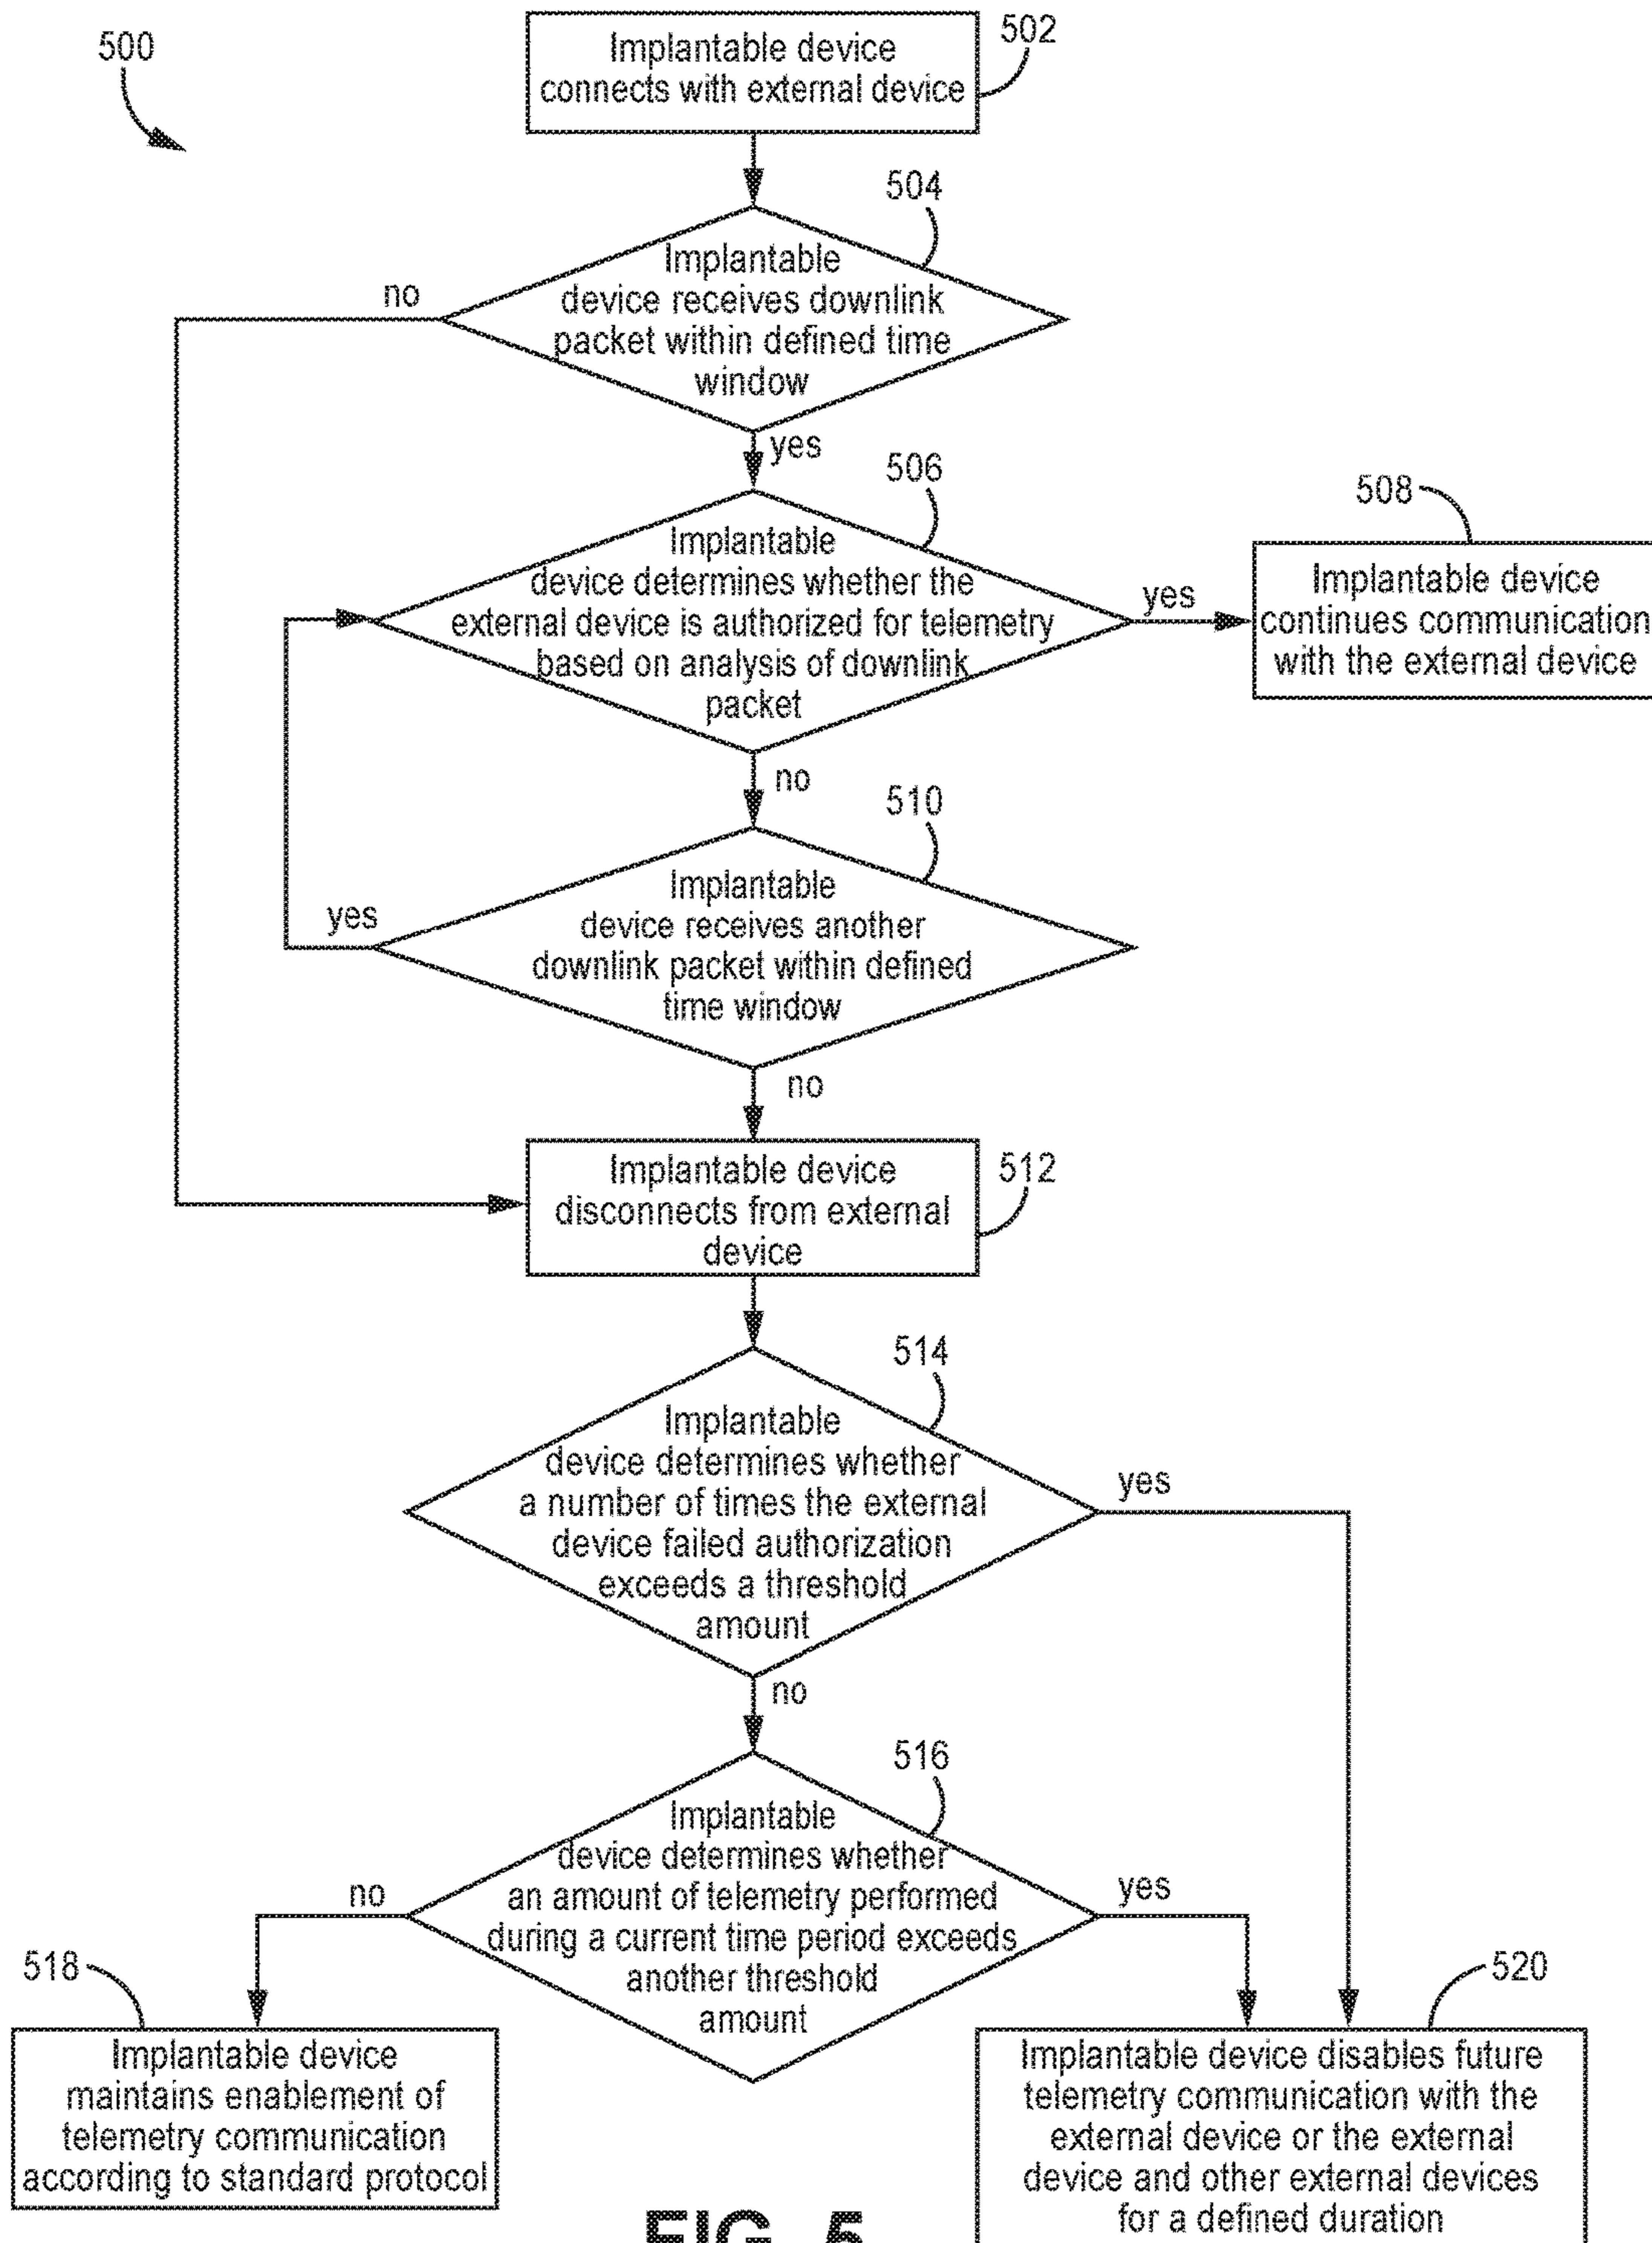 500
Implantable device
connects with external device
502
504
Implantable
device receives downlink
packet within defined time
window
no
yes
506
Implantable
device determines whether the
external device is authorized for telemetry
based on analysis of downlink
packet
yes
508
Implantable device
continues communication
with the external device
no
510
Implantable
device receives another
downlink packet within defined
time window
yes
no
Implantable device
disconnects from external
device
512
514
Implantable
device determines whether
a number of times the external
device failed authorization
exceeds a threshold
amount
yes
no
516
Implantable
device determines whether
an amount of telemetry performed
during a current time period exceeds
another threshold
amount
no
yes
518
Implantable device
maintains enablement of
telemetry communication
according to standard protocol
520
Implantable device disables future
telemetry communication with the
external device or the external
device and other external devices
for a defined duration
FIG. 5